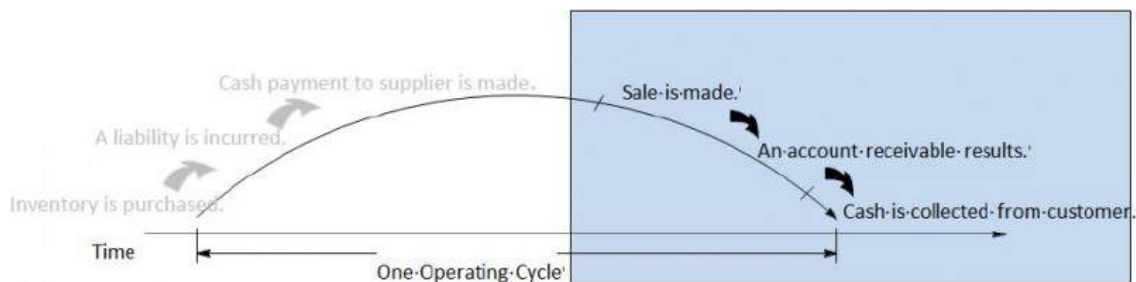 Cash payment to supplier is made.
Sale·is·made.
A liability is incurred.
An·account·receivable·results.
Inventory is purchased.
Cash·is·collected·from·customer.
Time
One·Operating·Cycle